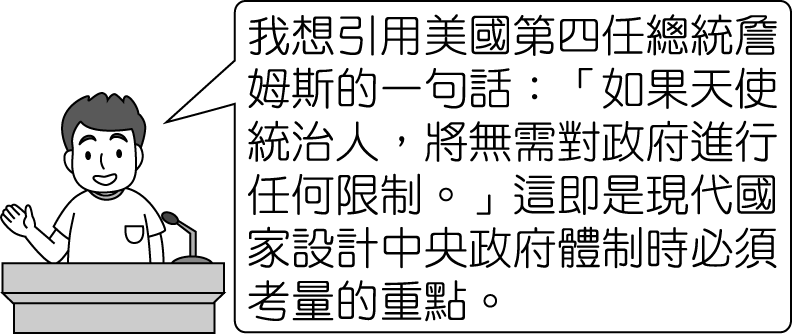 我想引用美國第四任總統詹
姆斯的一句話：「如果天使
統治人，將無需對政府進行
任何限制。」這即是現代國
家設計中央政府體制時必須
考量的重點。